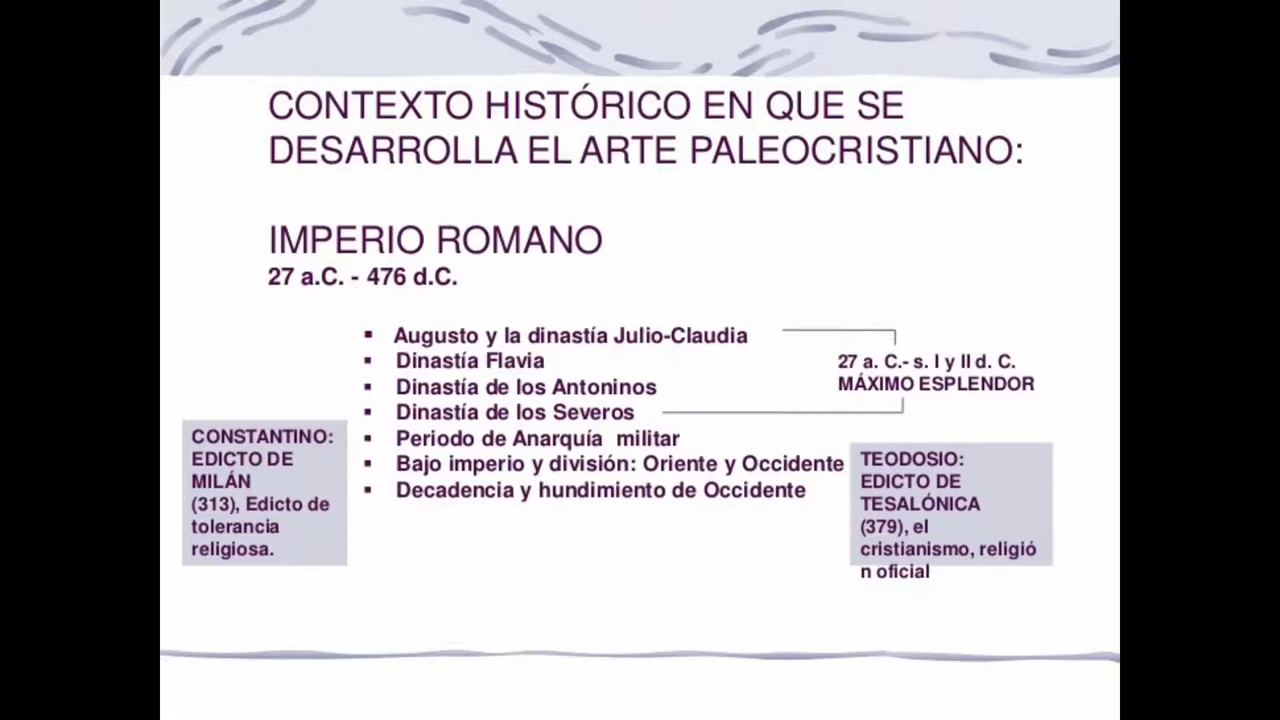 CONTEXTO HISTÓRICO EN QUE SE
DESARROLLA EL ARTE PALEOCRISTIANO:
IMPERIO ROMANO
27 a.C. - 476 d.C.
▪ Augusto y la dinastía Julio-Claudia
▪ Dinastía Flavia
▪ Dinastía de los Antoninos
▪ Dinastía de los Severos
▪ Periodo de Anarquía militar
▪ Bajo imperio y división: Oriente y Occidente
▪ Decadencia y hundimiento de Occidente
27 a. C.- s. I y II d. C.
MÁXIMO ESPLENDOR
CONSTANTINO:
EDICTO DE
MILÁN
(313), Edicto de
tolerancia
religiosa.
TEODOSIO:
EDICTO DE
TESALÓNICA
(379), el
cristianismo, religió
n oficial